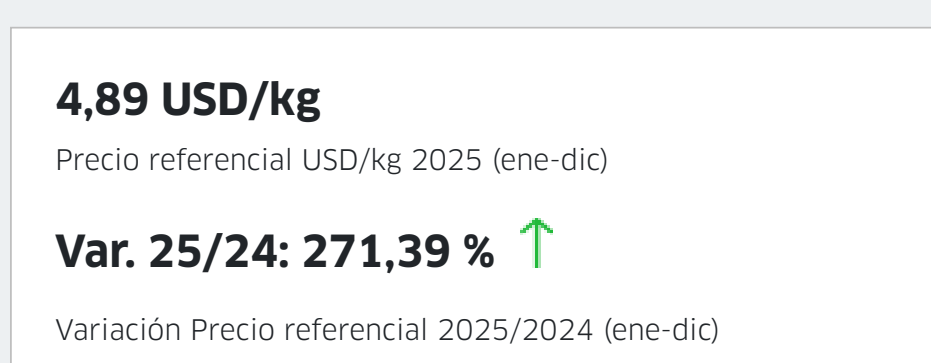 4,89 USD/kg
Precio referencial USD/kg 2025 (ene-dic)
Var. 25/24: 271,39 %
Variación Precio referencial 2025/2024 (ene-dic)